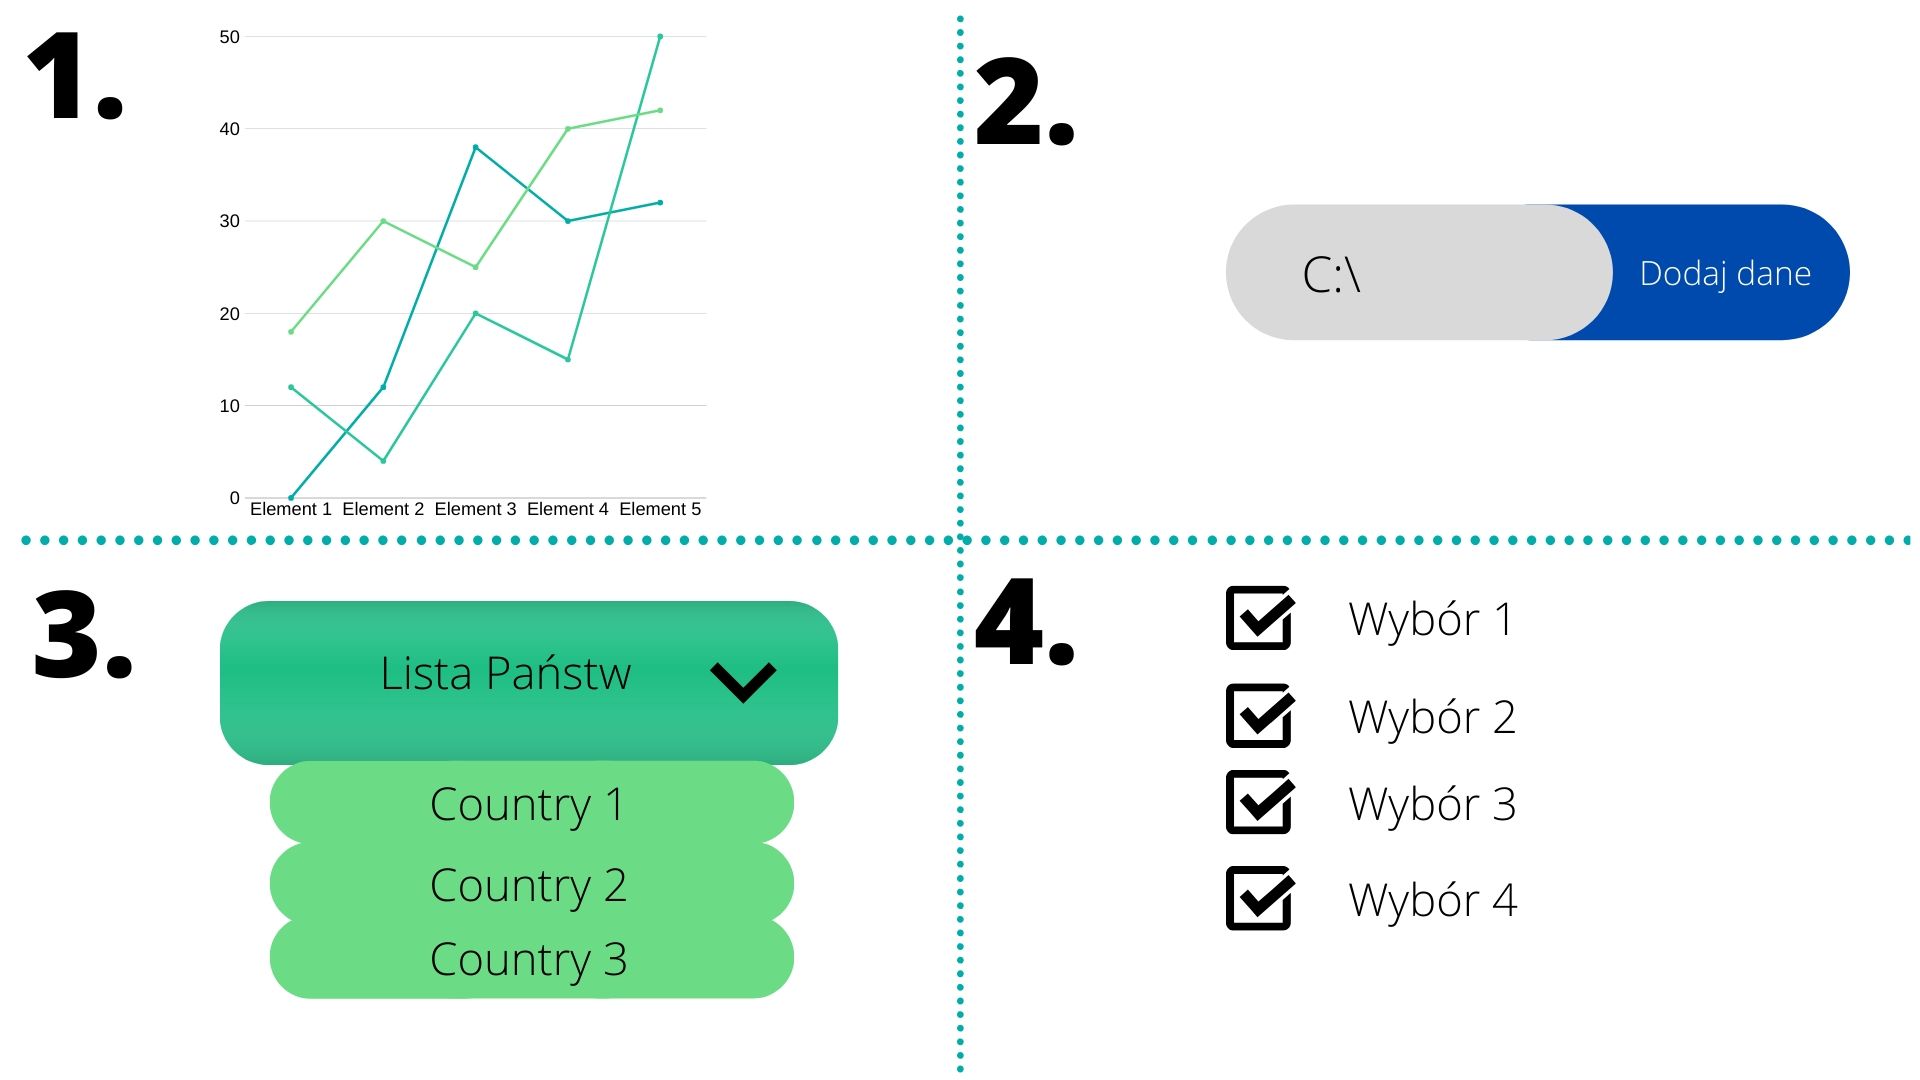 1.
50
40
30
20
10
0
Element 1 Element 2 Element 3 Element 4 Element 5
2.
C:\
Dodaj dane
3.
Lista Państw
Country 1
Country 2
Country 3
4.
Wybór 1
Wybór 2
Wybór 3
Wybór 4